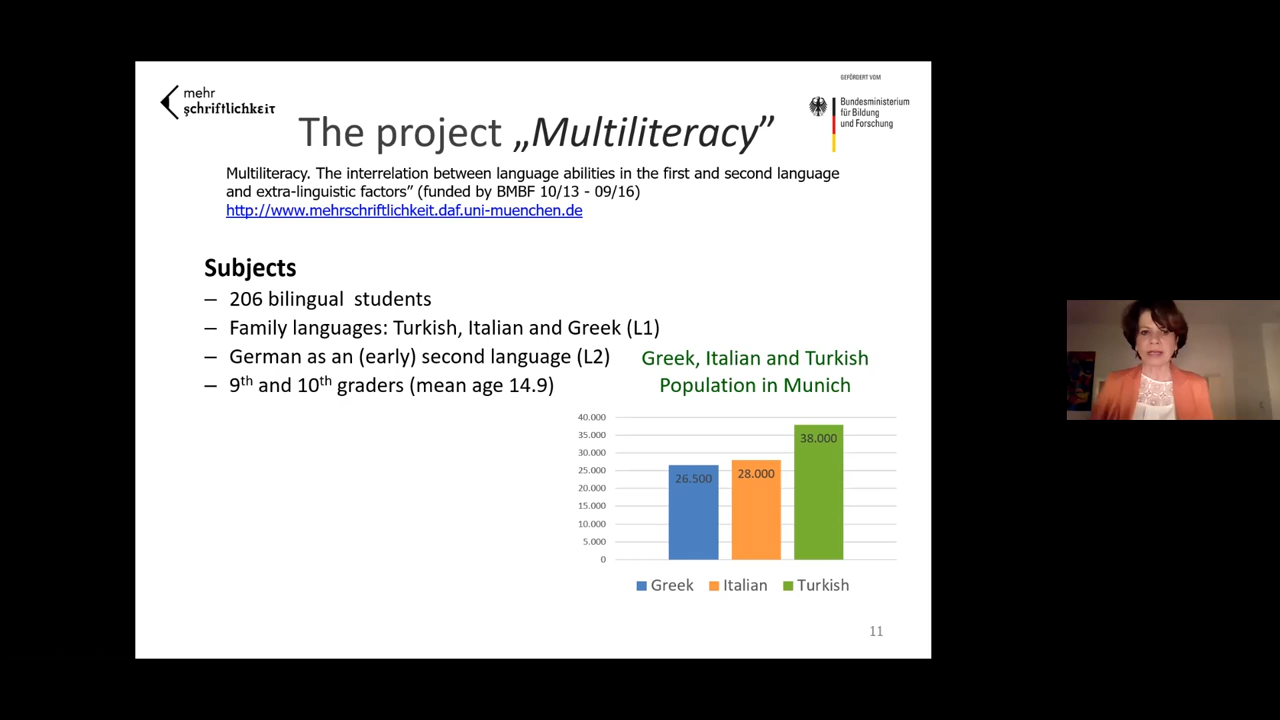 mehr
şchriftlichkεiτ
GEFÖRDERT VOM
Bundesministerium
für Bildung
und Forschung
The project „Multiliteracy”
Multiliteracy. The interrelation between language abilities in the first and second language
and extra-linguistic factors” (funded by BMBF 10/13 - 09/16)
http://www.mehrschriftlichkeit.daf.uni-muenchen.de
Subjects
– 206 bilingual students
– Family languages: Turkish, Italian and Greek (L1)
– German as an (early) second language (L2)
– 9th and 10th graders (mean age 14.9)
Greek, Italian and Turkish
Population in Munich
40.000
35.000
30.000
25.000
20.000
15.000
10.000
5.000
0
26.500
28.000
38.000
Greek Italian Turkish
11